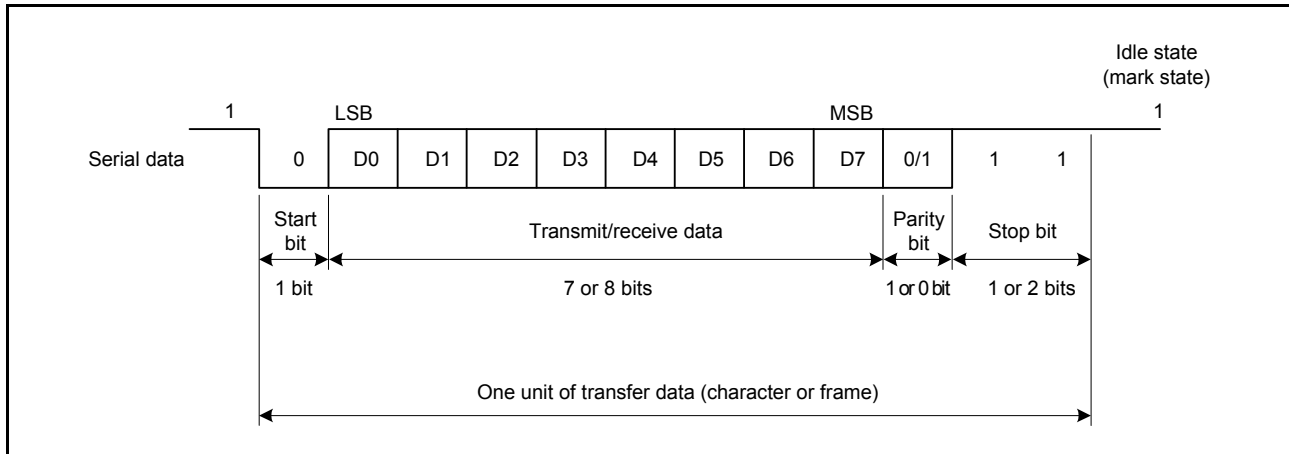 Idle state
(mark state)
1 LSB MSB 1
Serial data 0 D0 D1 D2 D3 D4 D5 D6 D7 0/1 1 1
Start
bit
Transmit/receive data
Parity
bit
Stop bit
1 bit 7 or 8 bits 1 or 0 bit 1 or 2 bits
One unit of transfer data (character or frame)